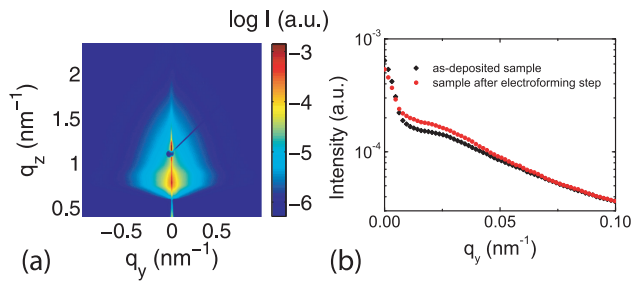 log I (a.u.)
2
1.5
1
0.5
q_z (nm⁻¹)
−0.5
0
0.5
q_y (nm⁻¹)
−3
−4
−5
−6
(a)
10⁻³
10⁻⁴
Intensity (a.u.)
as-deposited sample
sample after electroforming step
0.00
0.05
0.10
q_y (nm⁻¹)
(b)